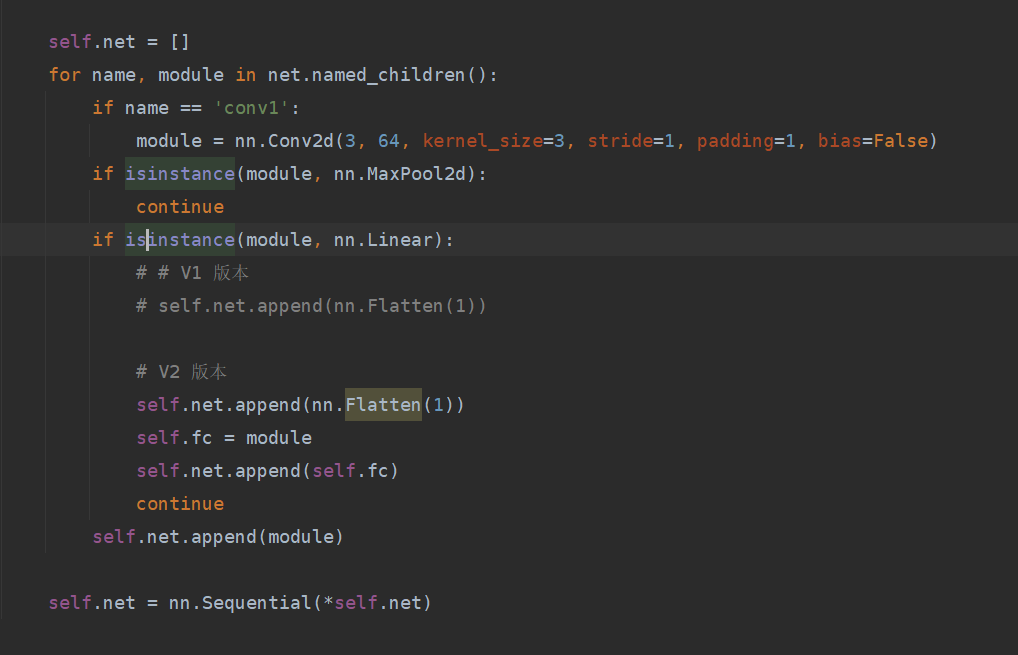 self.net = []
for name, module in net.named_children():
    if name == 'conv1':
        module = nn.Conv2d(3, 64, kernel_size=3, stride=1, padding=1, bias=False)
    if isinstance(module, nn.MaxPool2d):
        continue
    if isinstance(module, nn.Linear):
        # # V1 版本
        # self.net.append(nn.Flatten(1))
        # V2 版本
        self.net.append(nn.Flatten(1))
        self.fc = module
        self.net.append(self.fc)
        continue
    self.net.append(module)
self.net = nn.Sequential(*self.net)